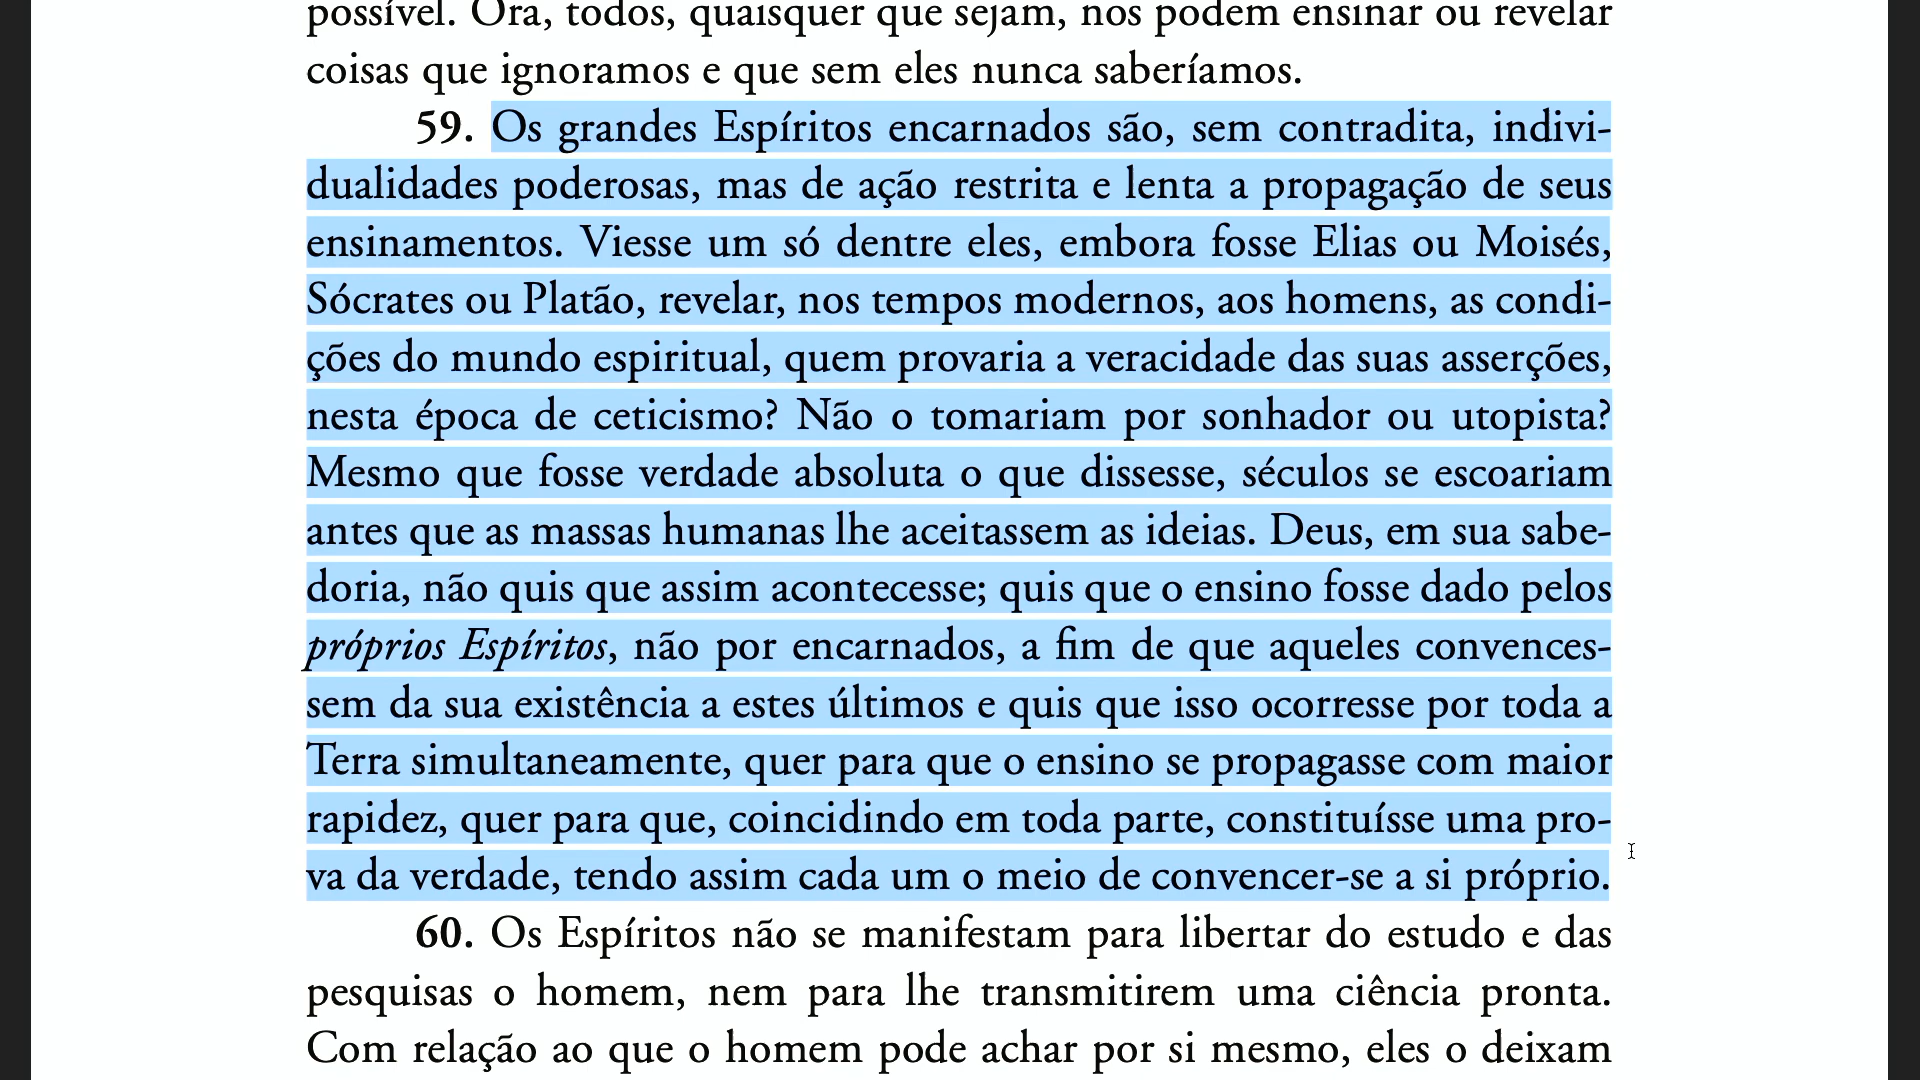 possível. Ora, todos, quaisquer que sejam, nos podem ensinar ou revelar
coisas que ignoramos e que sem eles nunca saberíamos.
59. Os grandes Espíritos encarnados são, sem contradita, indivi-
dualidades poderosas, mas de ação restrita e lenta a propagação de seus
ensinamentos. Viesse um só dentre eles, embora fosse Elias ou Moisés,
Sócrates ou Platão, revelar, nos tempos modernos, aos homens, as condi-
ções do mundo espiritual, quem provaria a veracidade das suas asserções,
nesta época de ceticismo? Não o tomariam por sonhador ou utopista?
Mesmo que fosse verdade absoluta o que dissesse, séculos se escoariam
antes que as massas humanas lhe aceitassem as ideias. Deus, em sua sabe-
doria, não quis que assim acontecesse; quis que o ensino fosse dado pelos
próprios Espíritos, não por encarnados, a fim de que aqueles convences-
sem da sua existência a estes últimos e quis que isso ocorresse por toda a
Terra simultaneamente, quer para que o ensino se propagasse com maior
rapidez, quer para que, coincidindo em toda parte, constituísse uma pro-
va da verdade, tendo assim cada um o meio de convencer-se a si próprio.
60. Os Espíritos não se manifestam para libertar do estudo e das
pesquisas o homem, nem para lhe transmitirem uma ciência pronta.
Com relação ao que o homem pode achar por si mesmo, eles o deixam